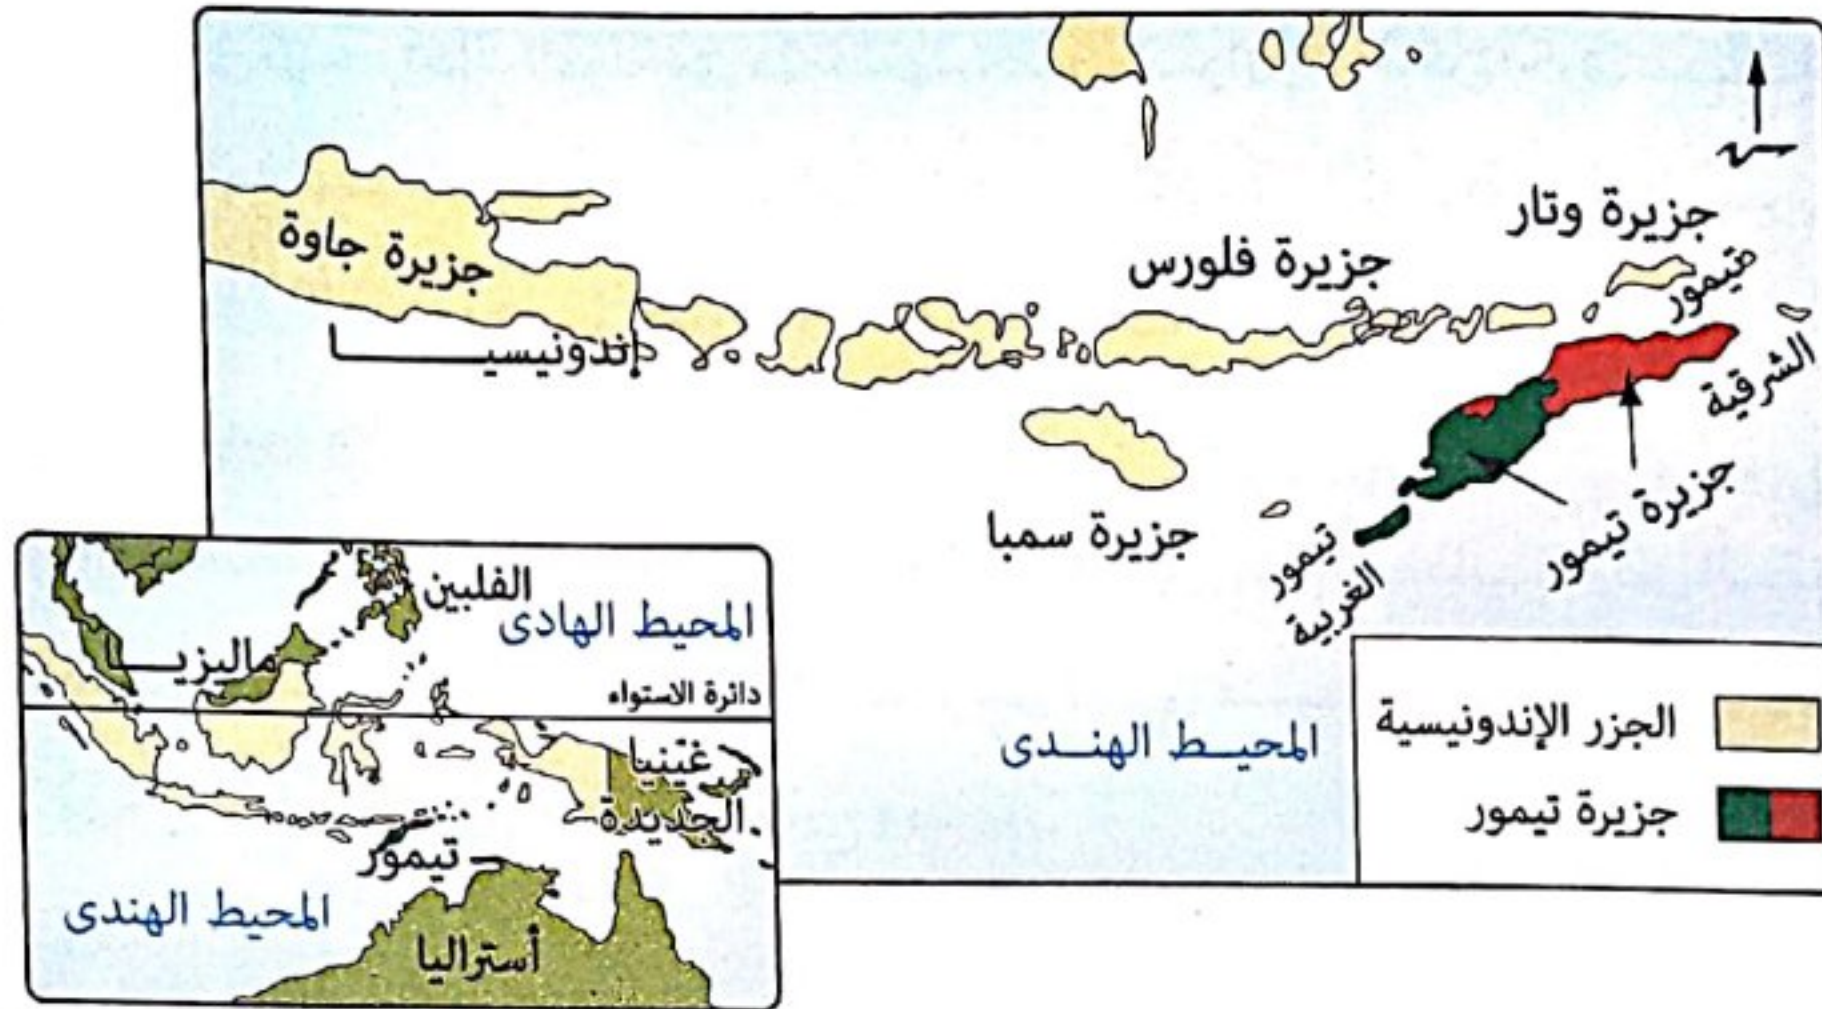 جزيرة وتار
جزيرة فلورس
تيمور
الشرقية
جزيرة جاوة
إندونيسيا
جزيرة تيمور
جزيرة سمبا
تيمور
الغربية
المحيط الهندى
الجزر الإندونيسية
جزيرة تيمور
الفلبين
المحيط الهادى
ماليزيا
دائرة الاستواء
غينيا
الجديدة
تيمور
المحيط الهندى
أستراليا